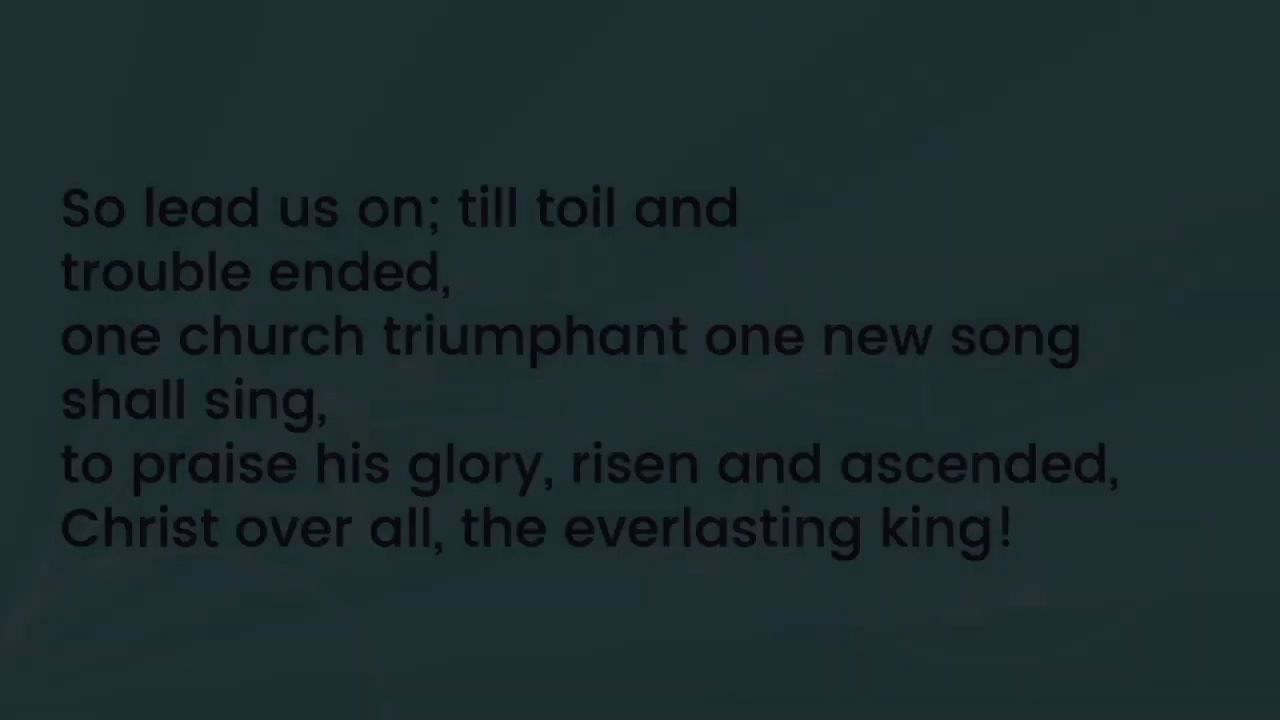 So lead us on; till toil and
trouble ended,
one church triumphant one new song
shall sing,
to praise his glory, risen and ascended,
Christ over all, the everlasting king!